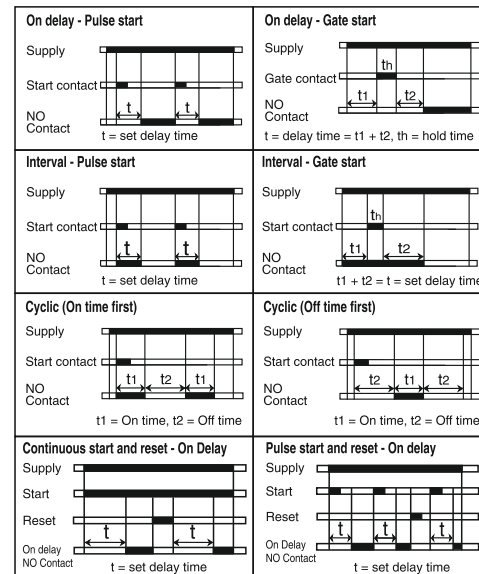 On delay - Pulse start
Supply
Start contact
t
t
NO
Contact
t = set delay time
On delay - Gate start
Supply
th
Gate contact
t1
t2
NO
Contact
t = delay time = t1 + t2, th = hold time
Interval - Pulse start
Supply
Start contact
t
t
NO
Contact
t = set delay time
Interval - Gate start
Supply
th
Start contact
t1
t2
NO
Contact
t1 + t2 = t = set delay time
Cyclic (On time first)
Supply
Start contact
t1
t2
t1
NO
Contact
t1 = On time, t2 = Off time
Cyclic (Off time first)
Supply
Start contact
t2
t1
t2
NO
Contact
t1 = On time, t2 = Off time
Continuous start and reset - On Delay
Supply
Start
Reset
t
t
On delay
NO Contact
t = set delay time
Pulse start and reset - On delay
Supply
Start
Reset
t
t
t
On Delay
NO Contact
t = set delay time